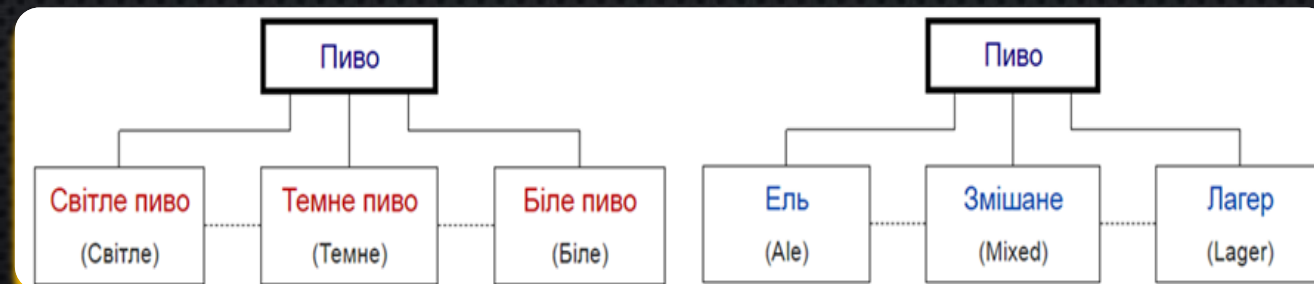 Пиво
Світле пиво
(Світле)
Темне пиво
(Темне)
Біле пиво
(Біле)
Пиво
Ель
(Ale)
Змішане
(Mixed)
Лагер
(Lager)